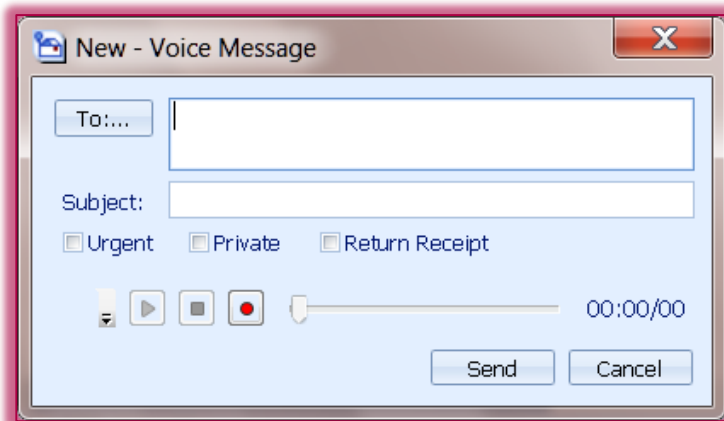 New - Voice Message
To:...
Subject:
Urgent Private Return Receipt
00:00/00
Send Cancel